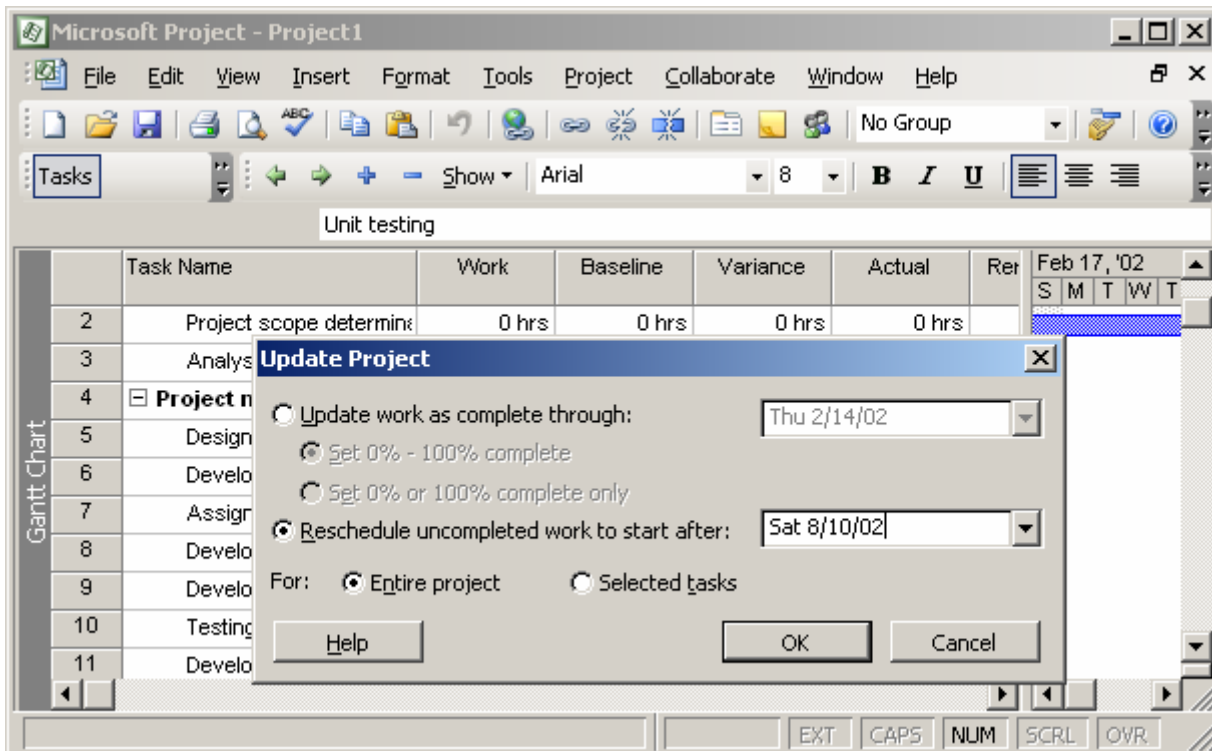 Microsoft Project - Project1
File Edit View Insert Format Tools Project Collaborate Window Help
ABC No Group
Tasks Show Arial 8 B I U
Unit testing
Task Name Work Baseline Variance Actual Rer Feb 17, '02
S M T W T
2 Project scope determina 0 hrs 0 hrs 0 hrs 0 hrs
3 Analys
4 Project m
5 Design
6 Develo
7 Assign
8 Develo
9 Develo
10 Testing
11 Develo
Gantt Chart
Update Project
Update work as complete through: Thu 2/14/02
Set 0% - 100% complete
Set 0% or 100% complete only
Reschedule uncompleted work to start after: Sat 8/10/02
For: Entire project Selected tasks
Help OK Cancel
EXT CAPS NUM SCRL OVR